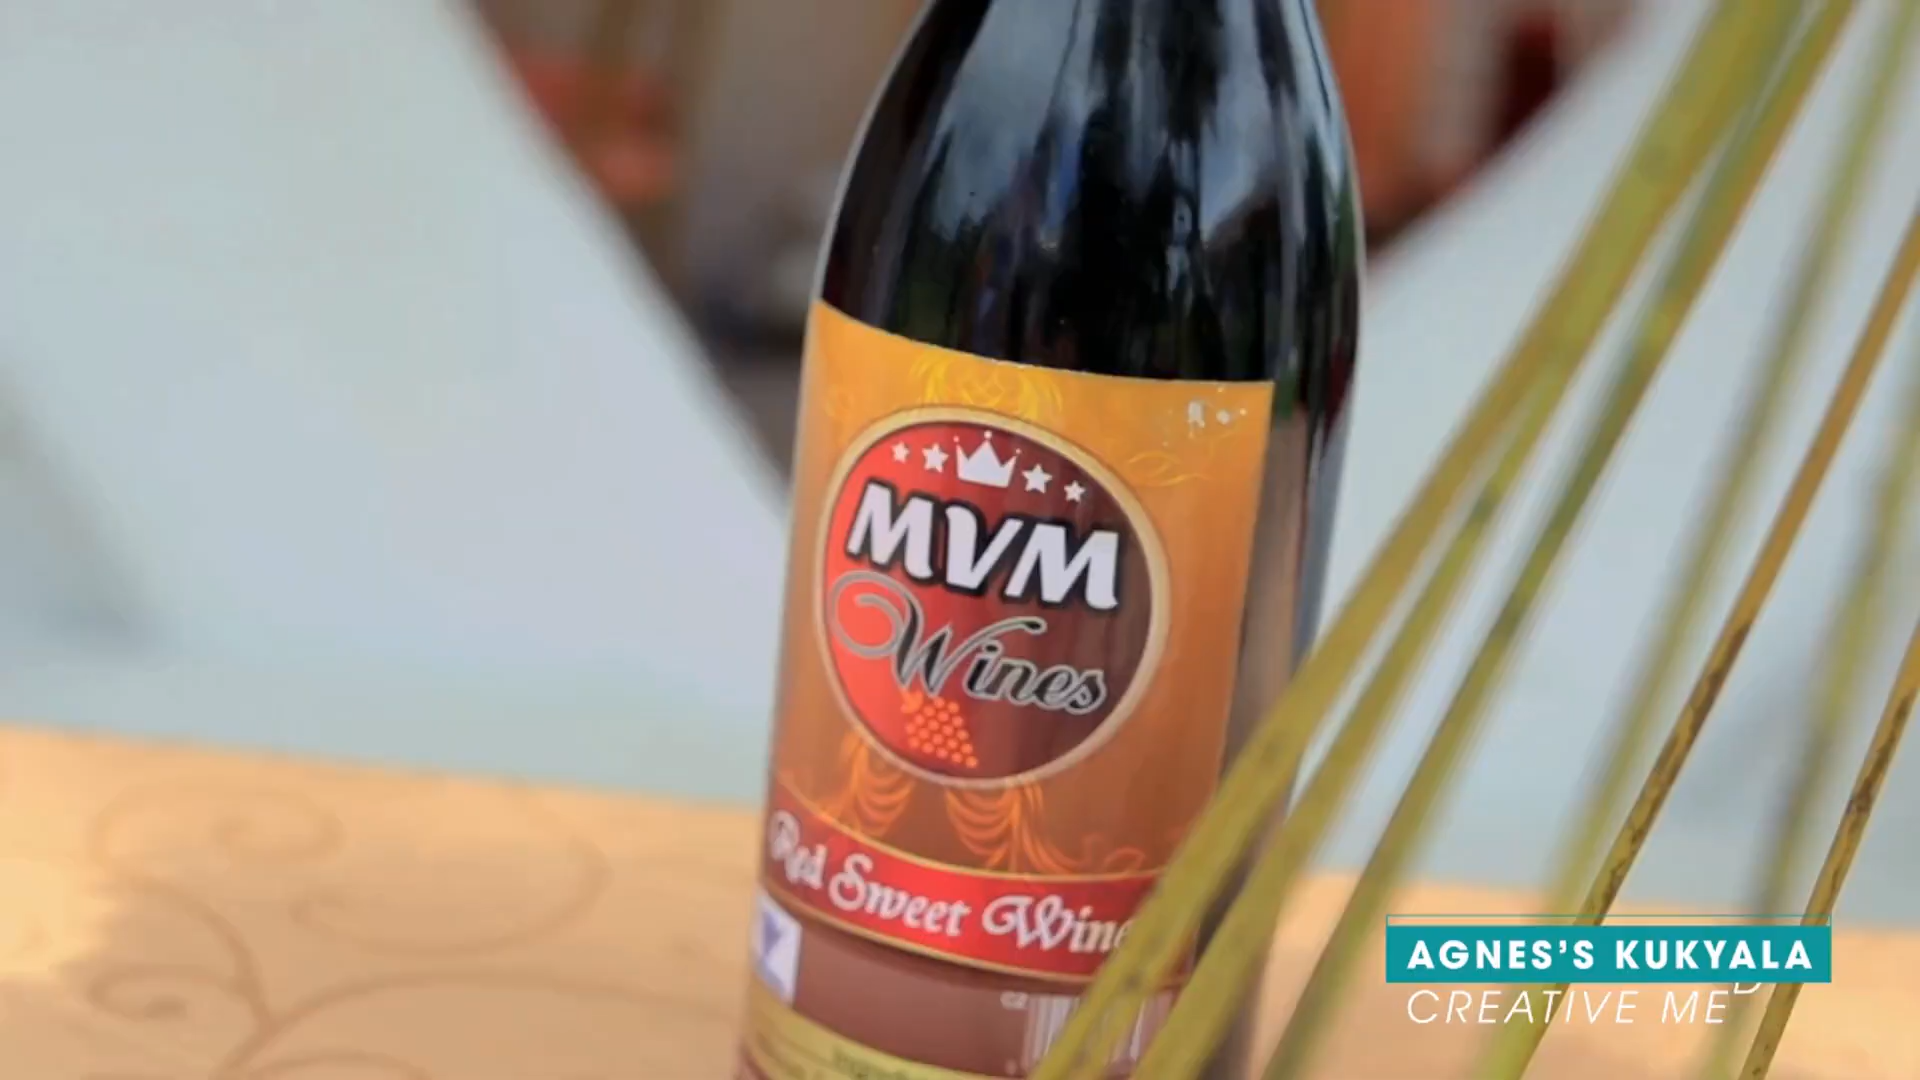 MVM
Wines
Red Sweet Wine
AGNES'S KUKYALA
CREATIVE ME